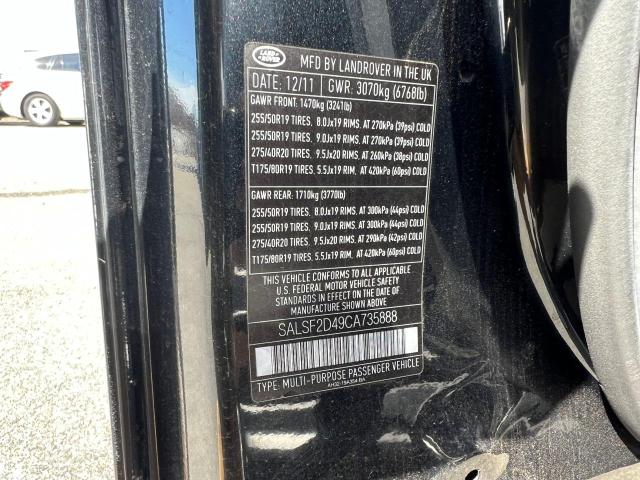 LAND ROVER
MFD BY LANDROVER IN THE UK
DATE: 12/11 GWR: 3070kg (6768lb)
GAWR FRONT: 1470kg (3241lb)
255/50R19 TIRES, 8.0Jx19 RIMS, AT 270kPa (39psi) COLD
255/50R19 TIRES, 9.0Jx19 RIMS, AT 270kPa (39psi) COLD
275/40R20 TIRES, 9.5Jx20 RIMS, AT 260kPa (38psi) COLD
T175/80R19 TIRES, 5.5Jx19 RIM, AT 420kPa (60psi) COLD
GAWR REAR: 1710kg (3770lb)
255/50R19 TIRES, 8.0Jx19 RIMS, AT 300kPa (44psi) COLD
255/50R19 TIRES, 9.0Jx19 RIMS, AT 300kPa (44psi) COLD
275/40R20 TIRES, 9.5Jx20 RIMS, AT 290kPa (42psi) COLD
T175/80R19 TIRES, 5.5Jx19 RIM, AT 420kPa (60psi) COLD
THIS VEHICLE CONFORMS TO ALL APPLICABLE
U.S. FEDERAL MOTOR VEHICLE SAFETY
STANDARDS IN EFFECT ON THE DATE OF
MANUFACTURE SHOWN ABOVE.
SALSF2D49CA735888
TYPE: MULTI-PURPOSE PASSENGER VEHICLE
AH32-15A354-BA